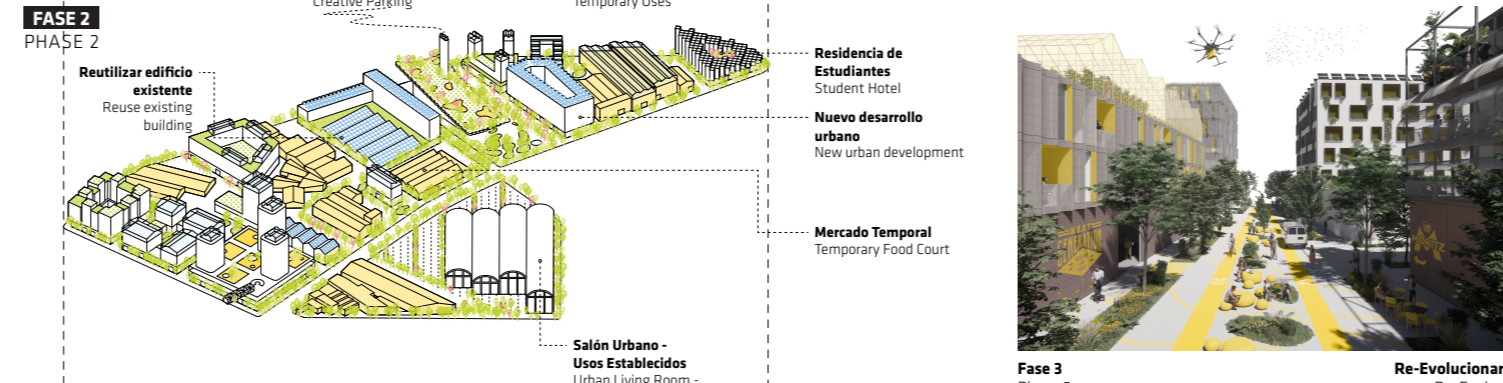 Creative Parking
Temporary Uses
FASE 2
PHASE 2
Reutilizar edificio
existente
Reuse existing
building
Residencia de
Estudiantes
Student Hotel
Nuevo desarrollo
urbano
New urban development
Mercado Temporal
Temporary Food Court
Salón Urbano -
Usos Establecidos
Urban Living Room -
NEXT
GENERATION
Fase 3
Re-Evolucionar